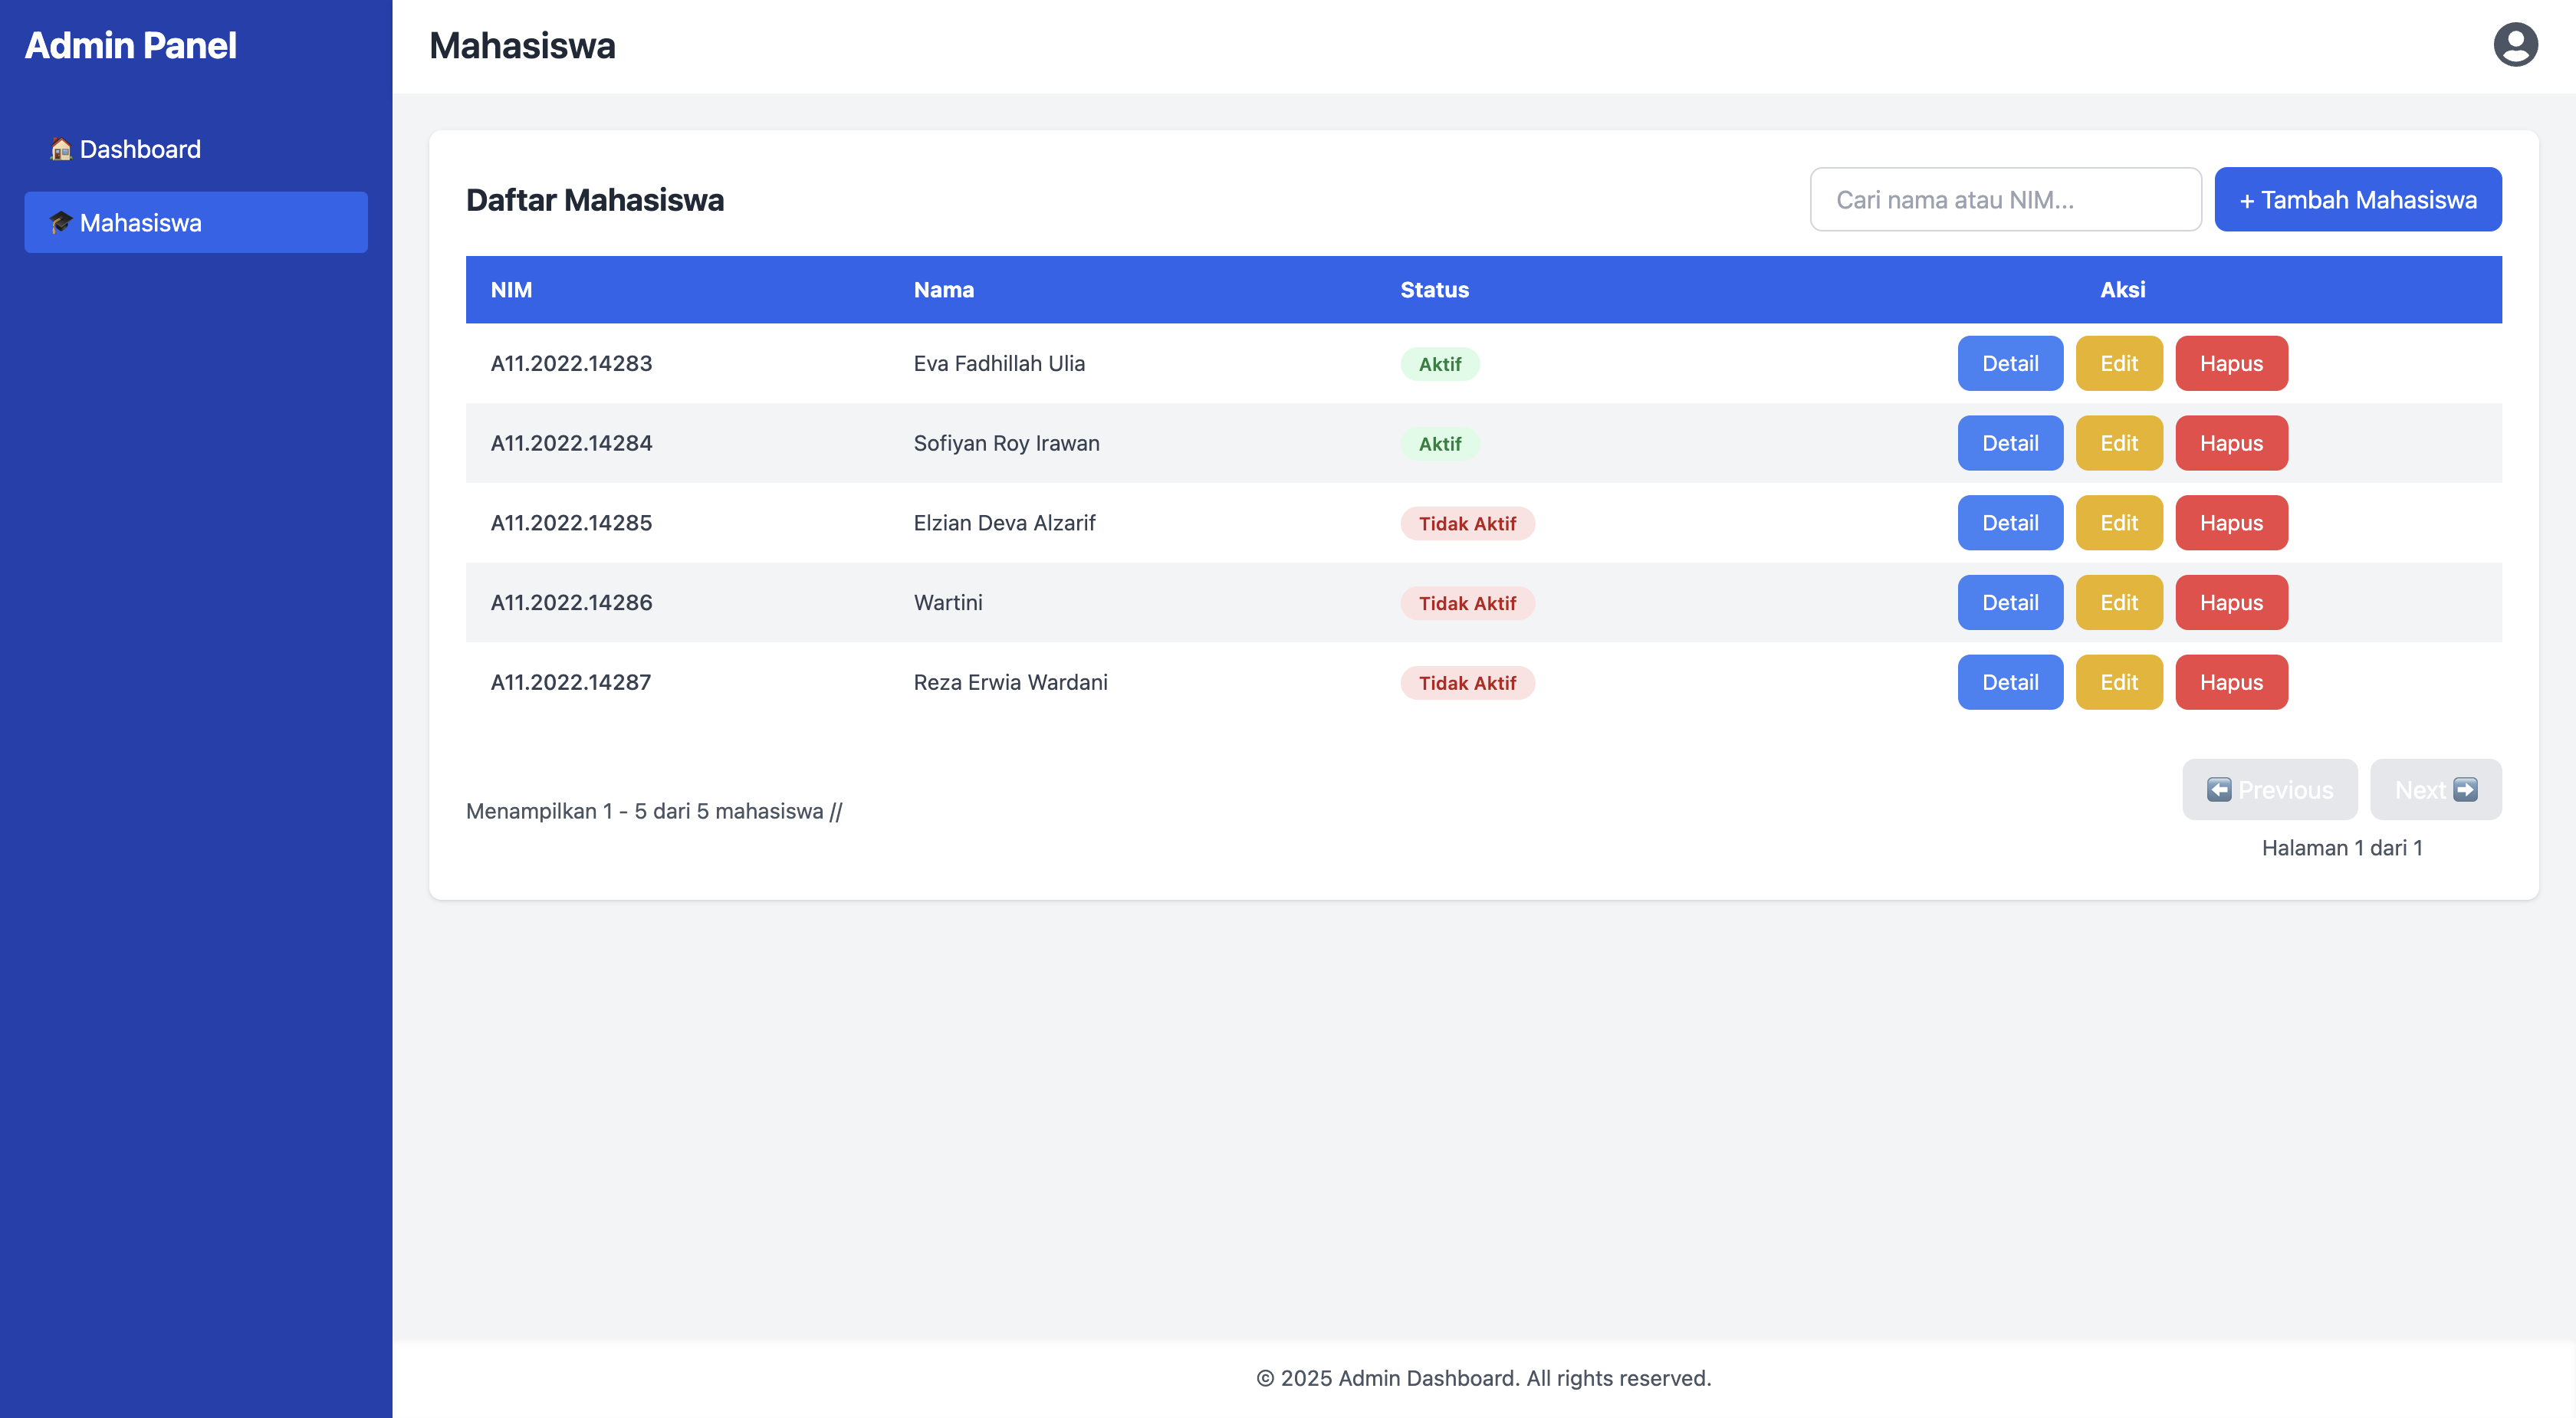 Admin Panel
Mahasiswa
🏠 Dashboard
🎓 Mahasiswa
Daftar Mahasiswa
Cari nama atau NIM...
+ Tambah Mahasiswa
NIM Nama Status Aksi
A11.2022.14283 Eva Fadhillah Ulia Aktif Detail Edit Hapus
A11.2022.14284 Sofiyan Roy Irawan Aktif Detail Edit Hapus
A11.2022.14285 Elzian Deva Alzarif Tidak Aktif Detail Edit Hapus
A11.2022.14286 Wartini Tidak Aktif Detail Edit Hapus
A11.2022.14287 Reza Erwia Wardani Tidak Aktif Detail Edit Hapus
⬅️ Previous Next ➡️
Menampilkan 1 - 5 dari 5 mahasiswa //
Halaman 1 dari 1
© 2025 Admin Dashboard. All rights reserved.